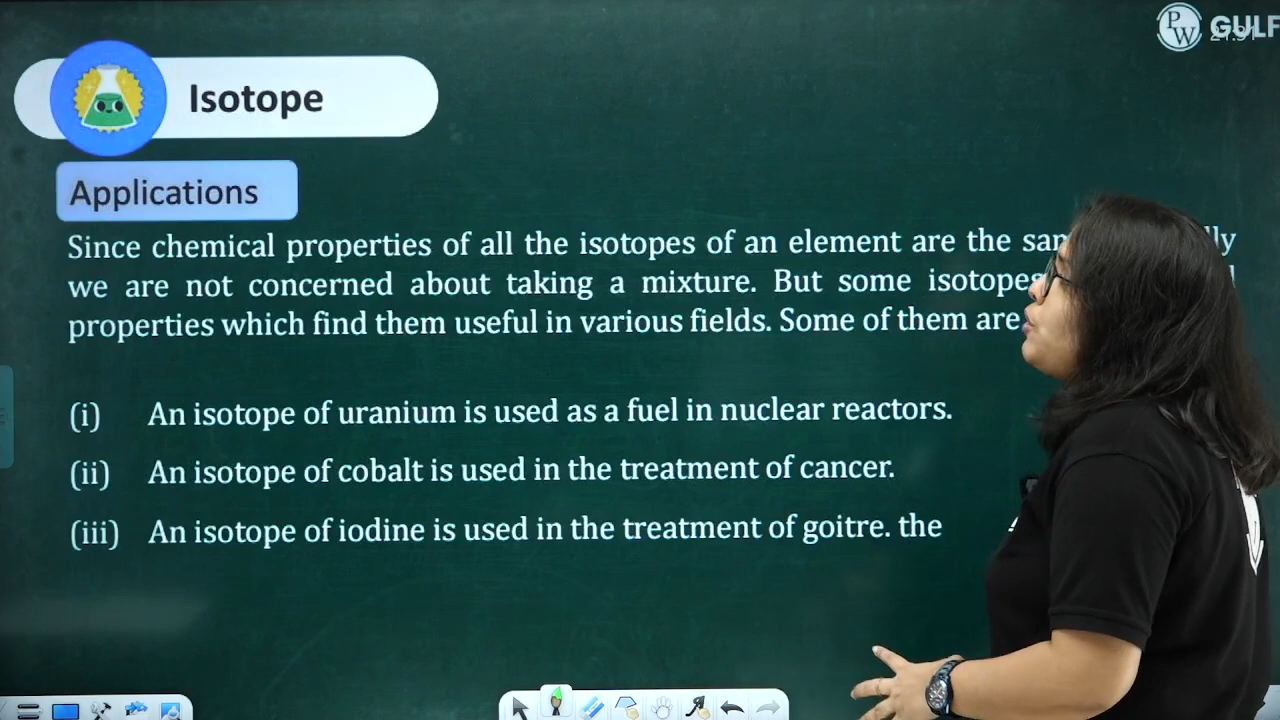 PW GULF
Isotope
Applications
Since chemical properties of all the isotopes of an element are the
we are not concerned about taking a mixture. But some
properties which find them useful in various fields. Some of them are
(i) An isotope of uranium is used as a fuel in nuclear reactors.
(ii) An isotope of cobalt is used in the treatment of cancer.
(iii) An isotope of iodine is used in the treatment of goitre. the